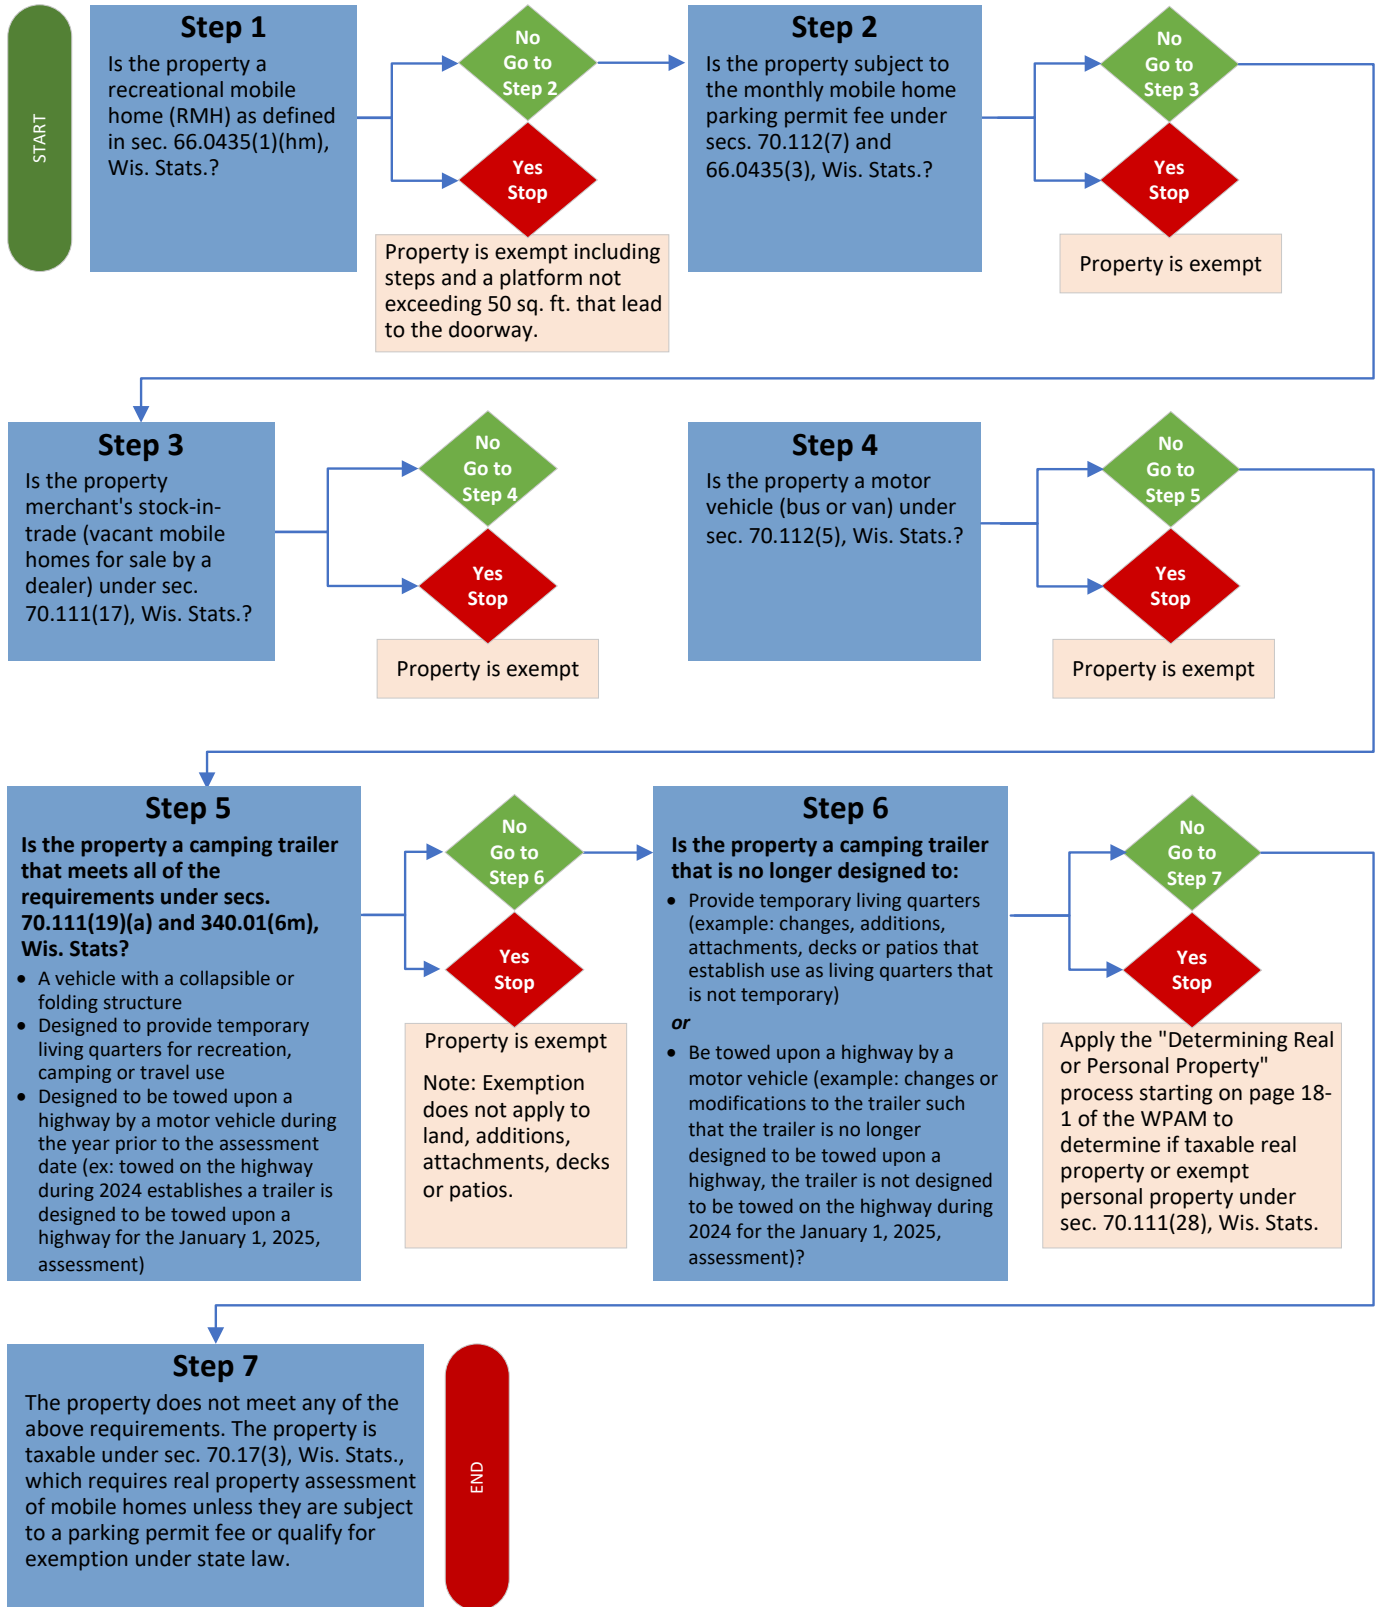 START
Step 1
Is the property a
recreational mobile
home (RMH) as defined
in sec. 66.0435(1)(hm),
Wis. Stats.?
No
Go to
Step 2
Yes
Stop
Property is exempt including
steps and a platform not
exceeding 50 sq. ft. that lead
to the doorway.
Step 2
Is the property subject to
the monthly mobile home
parking permit fee under
secs. 70.112(7) and
66.0435(3), Wis. Stats.?
No
Go to
Step 3
Yes
Stop
Property is exempt
Step 3
Is the property
merchant's stock-in-
trade (vacant mobile
homes for sale by a
dealer) under sec.
70.111(17), Wis. Stats.?
No
Go to
Step 4
Yes
Stop
Property is exempt
Step 4
Is the property a motor
vehicle (bus or van) under
sec. 70.112(5), Wis. Stats.?
No
Go to
Step 5
Yes
Stop
Property is exempt
Step 5
Is the property a camping trailer
that meets all of the
requirements under secs.
70.111(19)(a) and 340.01(6m),
Wis. Stats?
• A vehicle with a collapsible or
folding structure
• Designed to provide temporary
living quarters for recreation,
camping or travel use
• Designed to be towed upon a
highway by a motor vehicle during
the year prior to the assessment
date (ex: towed on the highway
during 2024 establishes a trailer is
designed to be towed upon a
highway for the January 1, 2025,
assessment)
No
Go to
Step 6
Yes
Stop
Property is exempt
Note: Exemption
does not apply to
land, additions,
attachments, decks
or patios.
Step 6
Is the property a camping trailer
that is no longer designed to:
• Provide temporary living quarters
(example: changes, additions,
attachments, decks or patios that
establish use as living quarters that
is not temporary)
or
• Be towed upon a highway by a
motor vehicle (example: changes or
modifications to the trailer such
that the trailer is no longer
designed to be towed upon a
highway, the trailer is not designed
to be towed on the highway during
2024 for the January 1, 2025,
assessment)?
No
Go to
Step 7
Yes
Stop
Apply the "Determining Real
or Personal Property"
process starting on page 18-
1 of the WPAM to
determine if taxable real
property or exempt
personal property under
sec. 70.111(28), Wis. Stats.
Step 7
The property does not meet any of the
above requirements. The property is
taxable under sec. 70.17(3), Wis. Stats.,
which requires real property assessment
of mobile homes unless they are subject
to a parking permit fee or qualify for
exemption under state law.
END